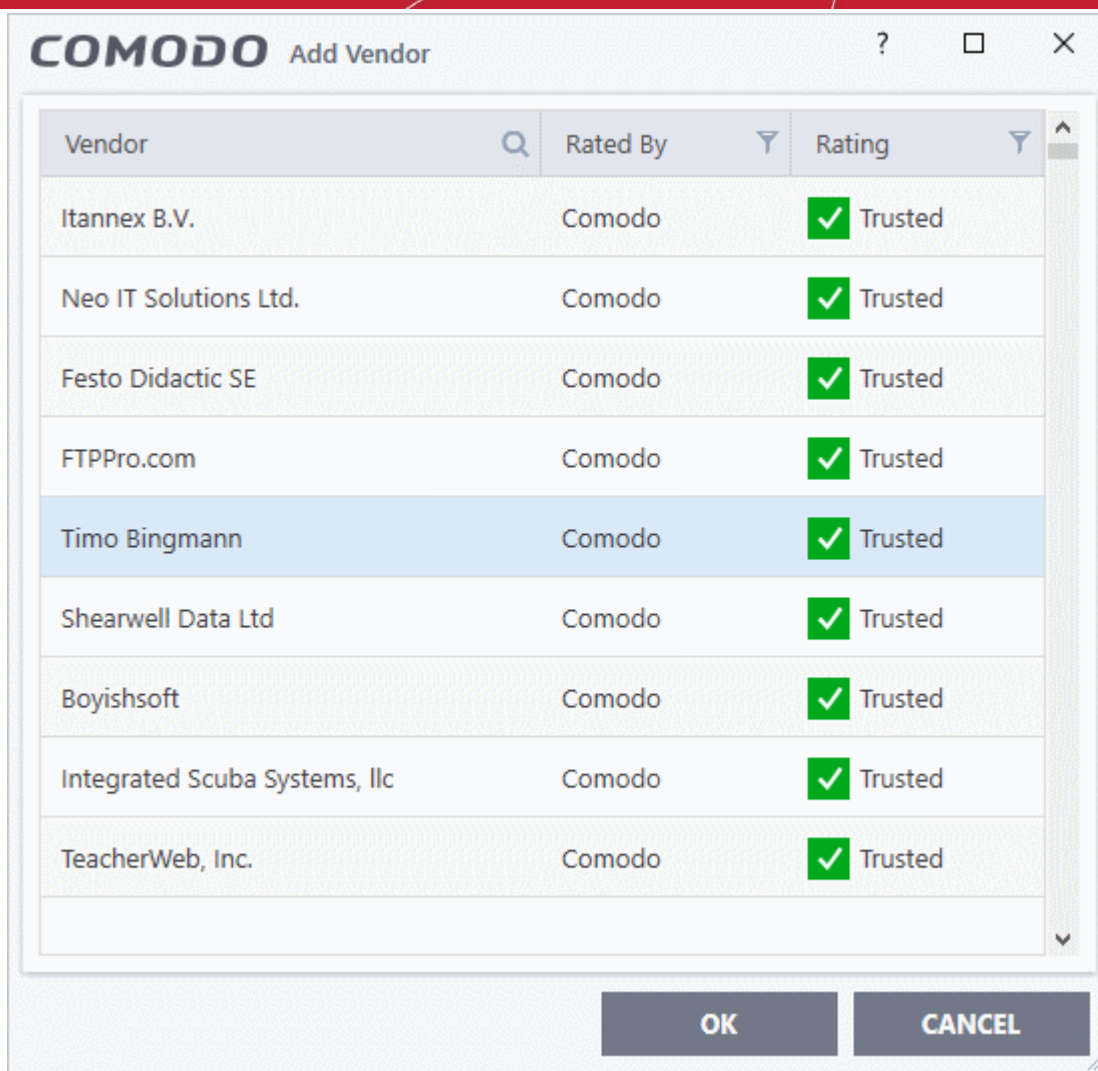 COMODO Add Vendor ?
Vendor Rated By Rating
Itannex B.V. Comodo Trusted
Neo IT Solutions Ltd. Comodo Trusted
Festo Didactic SE Comodo Trusted
FTPPro.com Comodo Trusted
Timo Bingmann Comodo Trusted
Shearwell Data Ltd Comodo Trusted
Boyishsoft Comodo Trusted
Integrated Scuba Systems, llc Comodo Trusted
TeacherWeb, Inc. Comodo Trusted
OK CANCEL